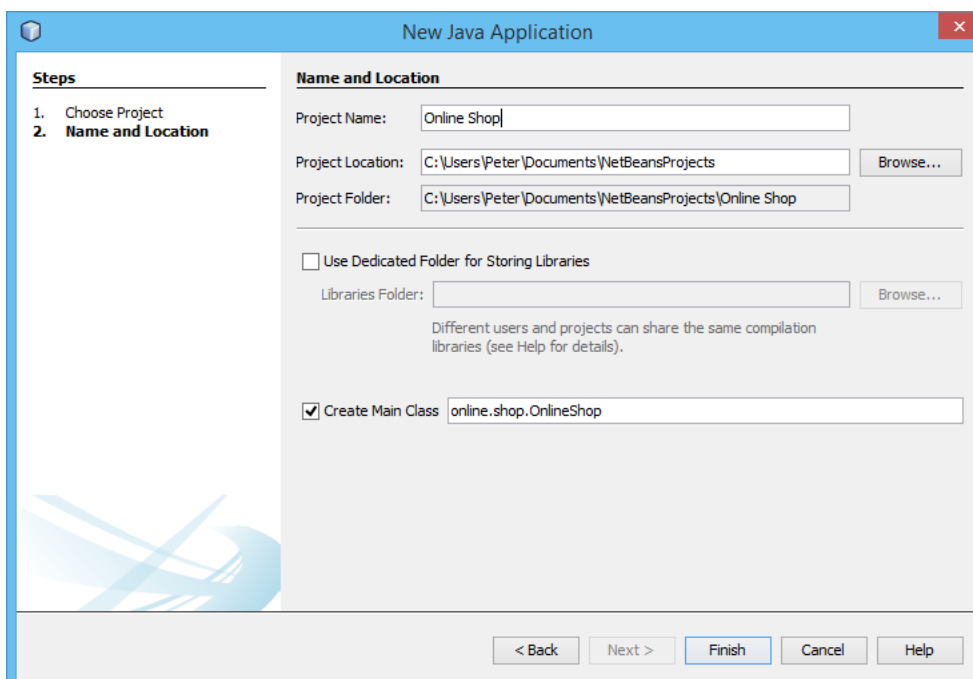 New Java Application
Steps
1. Choose Project
2. Name and Location
Name and Location
Project Name: Online Shop
Project Location: C:\Users\Peter\Documents\NetBeansProjects Browse...
Project Folder: C:\Users\Peter\Documents\NetBeansProjects\Online Shop
Use Dedicated Folder for Storing Libraries
Libraries Folder: Browse...
Different users and projects can share the same compilation
libraries (see Help for details).
Create Main Class online.shop.OnlineShop
< Back Next > Finish Cancel Help